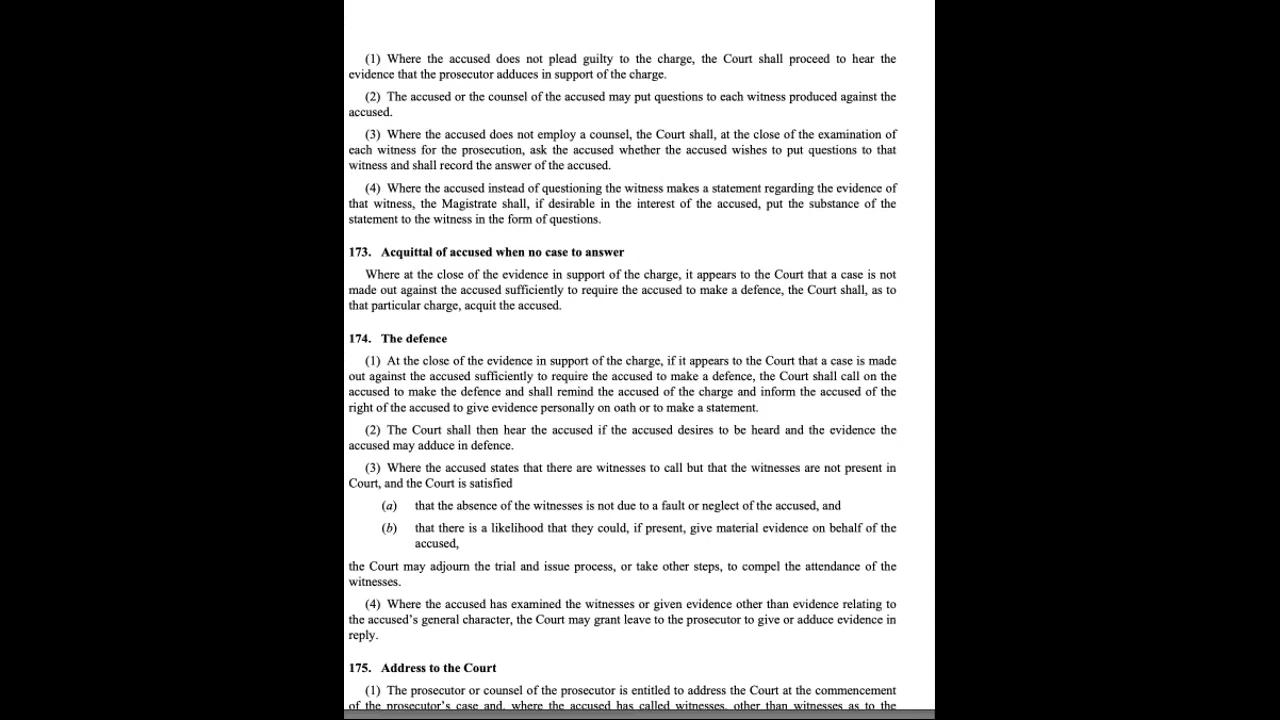 (1) Where the accused does not plead guilty to the charge, the Court shall proceed to hear the
evidence that the prosecutor adduces in support of the charge.
(2) The accused or the counsel of the accused may put questions to each witness produced against the
accused.
(3) Where the accused does not employ a counsel, the Court shall, at the close of the examination of
each witness for the prosecution, ask the accused whether the accused wishes to put questions to that
witness and shall record the answer of the accused.
(4) Where the accused instead of questioning the witness makes a statement regarding the evidence of
that witness, the Magistrate shall, if desirable in the interest of the accused, put the substance of the
statement to the witness in the form of questions.
173. Acquittal of accused when no case to answer
Where at the close of the evidence in support of the charge, it appears to the Court that a case is not
made out against the accused sufficiently to require the accused to make a defence, the Court shall, as to
that particular charge, acquit the accused.
174. The defence
(1) At the close of the evidence in support of the charge, if it appears to the Court that a case is made
out against the accused sufficiently to require the accused to make a defence, the Court shall call on the
accused to make the defence and shall remind the accused of the charge and inform the accused of the
right of the accused to give evidence personally on oath or to make a statement.
(2) The Court shall then hear the accused if the accused desires to be heard and the evidence the
accused may adduce in defence.
(3) Where the accused states that there are witnesses to call but that the witnesses are not present in
Court, and the Court is satisfied
(a) that the absence of the witnesses is not due to a fault or neglect of the accused, and
(b) that there is a likelihood that they could, if present, give material evidence on behalf of the
accused,
the Court may adjourn the trial and issue process, or take other steps, to compel the attendance of the
witnesses.
(4) Where the accused has examined the witnesses or given evidence other than evidence relating to
the accused's general character, the Court may grant leave to the prosecutor to give or adduce evidence in
reply.
175. Address to the Court
(1) The prosecutor or counsel of the prosecutor is entitled to address the Court at the commencement
of the prosecutor's case and, where the accused has called witnesses, other than witnesses as to the